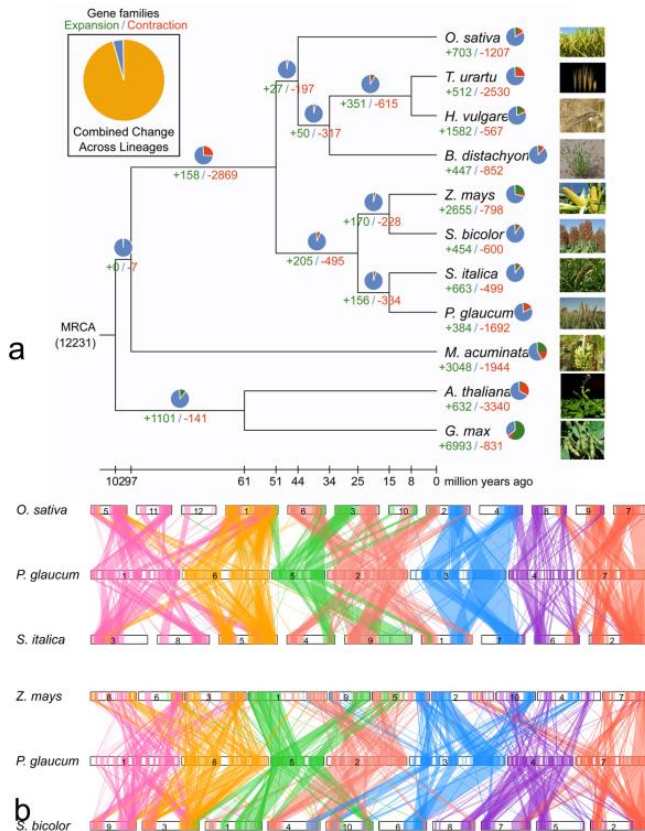 Gene families
Expansion / Contraction
Combined Change
Across Lineages
O. sativa
+703 / -1207
T. urartu
+512 / -2530
H. vulgare
+1582 / -567
B. distachyon
+447 / -852
Z. mays
+2655 / -798
S. bicolor
+454 / -600
S. italica
+663 / -499
P. glaucum
+384 / -1692
M. acuminata
+3048 / -1944
A. thaliana
+632 / -3340
G. max
+6993 / -831
+27 / -197
+351 / -615
+50 / -317
+158 / -2869
+170 / -228
+205 / -495
+156 / -334
+0 / -7
MRCA
(12231)
+1101 / -141
a
10297 61 51 44 34 25 15 8 0 million years ago
O. sativa 5 11 12 1 6 3 10 2 4 8 9 7
P. glaucum 1 6 5 2 3 4 7
S. italica 3 8 5 4 9 1 7 6 2
Z. mays 8 6 3 1 9 5 2 10 4 7
P. glaucum 1 6 5 2 3 4 7
b
S. bicolor 9 3 1 4 10 6 8 7 5 2